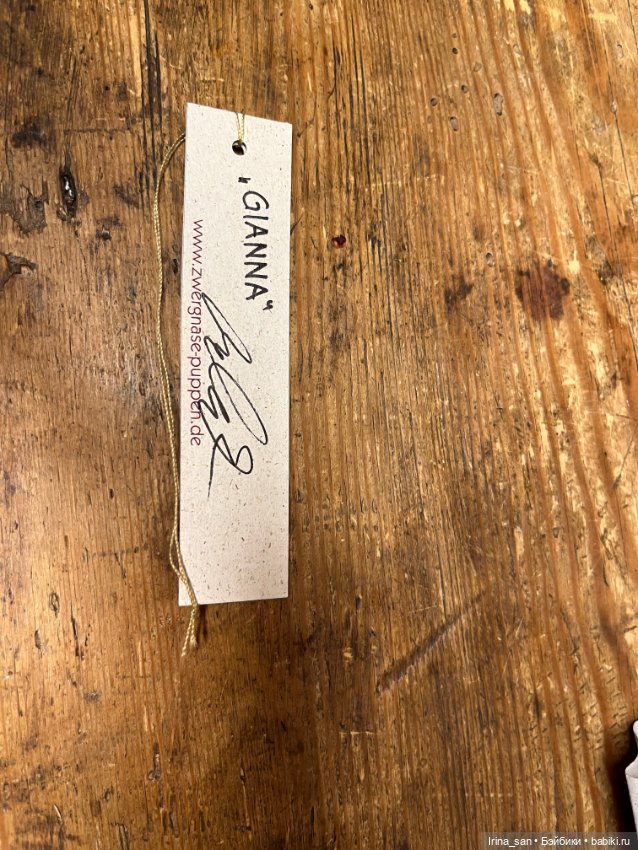 „GIANNA“
www.zwergnase-puppen.de
Irina_san • Бэйбики • babiki.ru